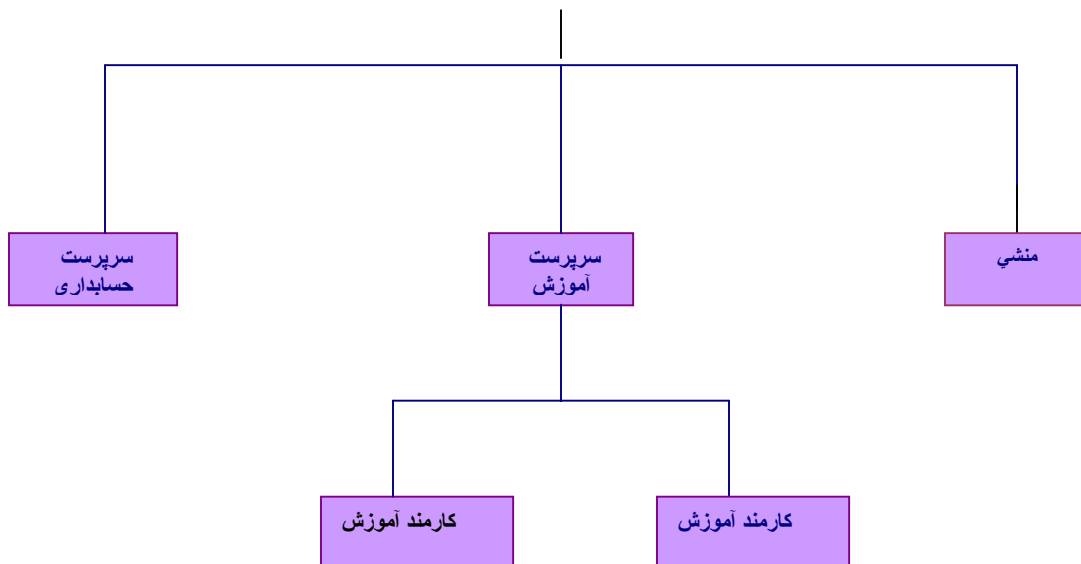 منشي
سرپرست
آموزش
سرپرست
حسابداری
کارمند آموزش
کارمند آموزش